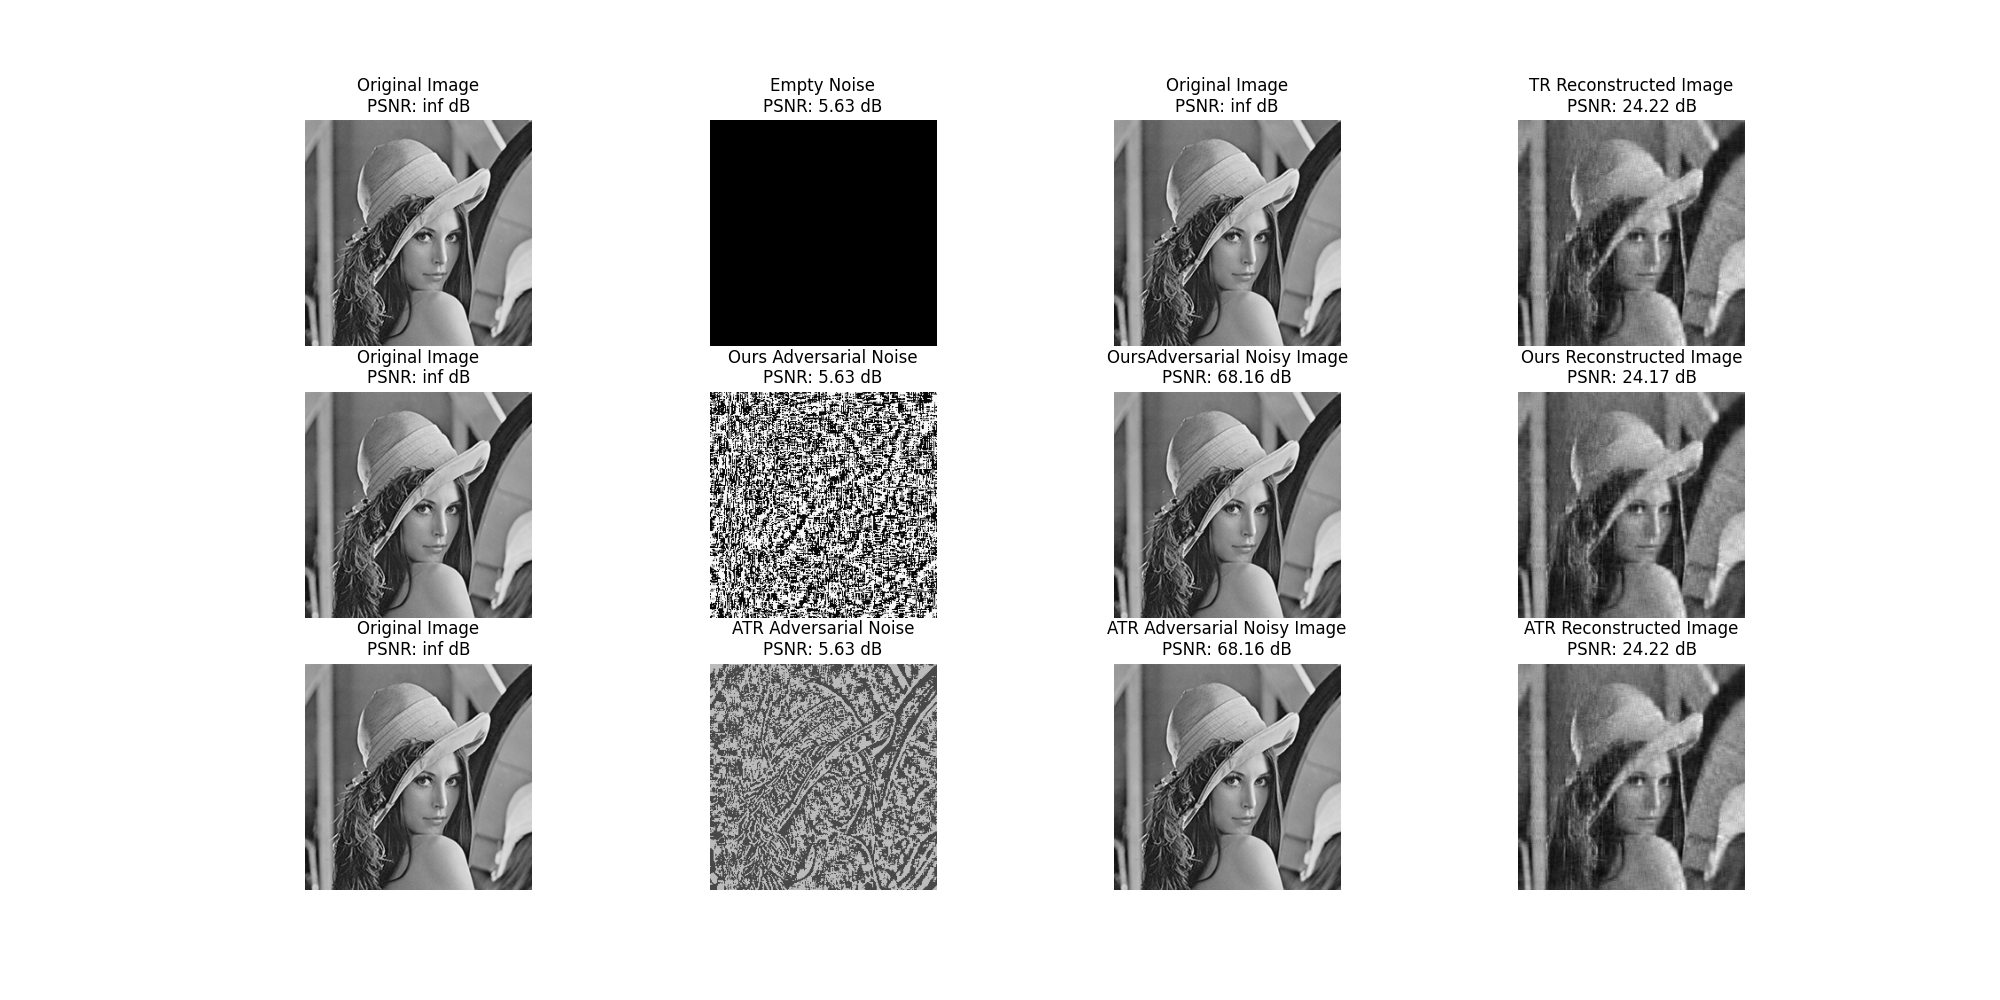 Original Image
PSNR: inf dB
Empty Noise
PSNR: 5.63 dB
Original Image
PSNR: inf dB
TR Reconstructed Image
PSNR: 24.22 dB
Original Image
PSNR: inf dB
Ours Adversarial Noise
PSNR: 5.63 dB
OursAdversarial Noisy Image
PSNR: 68.16 dB
Ours Reconstructed Image
PSNR: 24.17 dB
Original Image
PSNR: inf dB
ATR Adversarial Noise
PSNR: 5.63 dB
ATR Adversarial Noisy Image
PSNR: 68.16 dB
ATR Reconstructed Image
PSNR: 24.22 dB